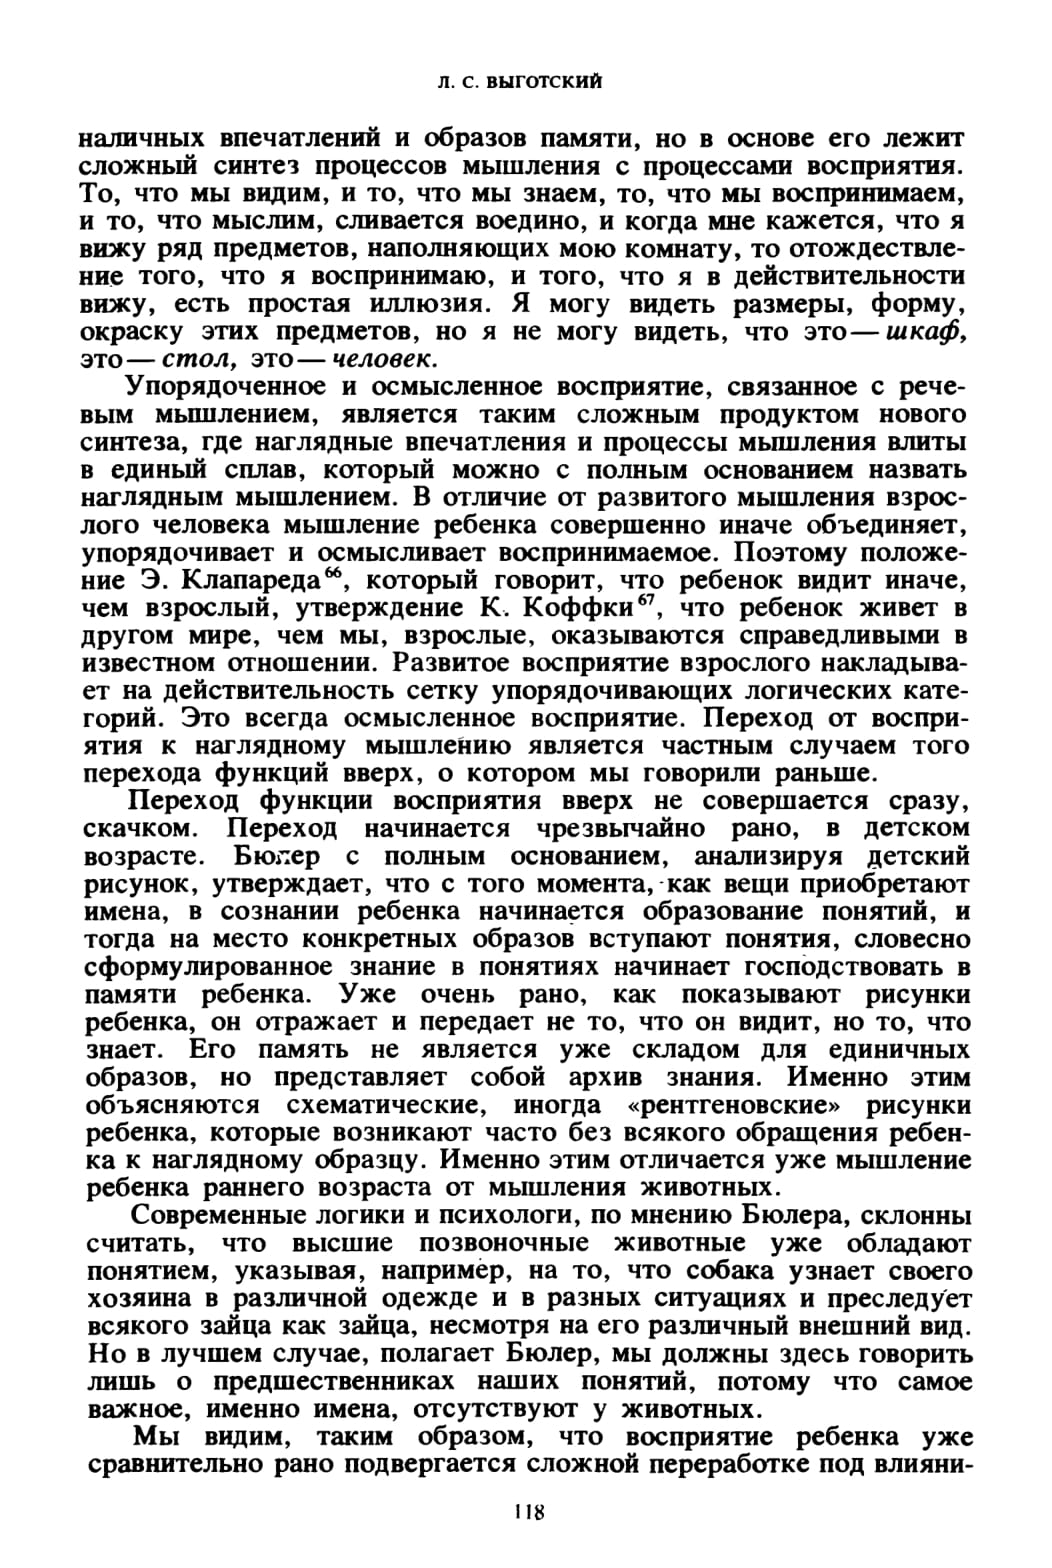 Л. С. ВЫГОТСКИЙ
наличных впечатлений и образов памяти, но в основе его лежит
сложный синтез процессов мышления с процессами восприятия.
То, что мы видим, и то, что мы знаем, то, что мы воспринимаем,
и то, что мыслим, сливается воедино, и когда мне кажется, что я
вижу ряд предметов, наполняющих мою комнату, то отождествле-
ние того, что я воспринимаю, и того, что я в действительности
вижу, есть простая иллюзия. Я могу видеть размеры, форму,
окраску этих предметов, но я не могу видеть, что это — шкаф,
это — стол, это — человек.
Упорядоченное и осмысленное восприятие, связанное с рече-
вым мышлением, является таким сложным продуктом нового
синтеза, где наглядные впечатления и процессы мышления влиты
в единый сплав, который можно с полным основанием назвать
наглядным мышлением. В отличие от развитого мышления взрос-
лого человека мышление ребенка совершенно иначе объединяет,
упорядочивает и осмысливает воспринимаемое. Поэтому положе-
ние Э. Клапареда⁶⁶, который говорит, что ребенок видит иначе,
чем взрослый, утверждение К. Коффки⁶⁷, что ребенок живет в
другом мире, чем мы, взрослые, оказываются справедливыми в
известном отношении. Развитое восприятие взрослого накладыва-
ет на действительность сетку упорядочивающих логических кате-
горий. Это всегда осмысленное восприятие. Переход от воспри-
ятия к наглядному мышлению является частным случаем того
перехода функций вверх, о котором мы говорили раньше.
Переход функции восприятия вверх не совершается сразу,
скачком. Переход начинается чрезвычайно рано, в детском
возрасте. Бюлер с полным основанием, анализируя детский
рисунок, утверждает, что с того момента, как вещи приобретают
имена, в сознании ребенка начинается образование понятий, и
тогда на место конкретных образов вступают понятия, словесно
сформулированное знание в понятиях начинает господствовать в
памяти ребенка. Уже очень рано, как показывают рисунки
ребенка, он отражает и передает не то, что он видит, но то, что
знает. Его память не является уже складом для единичных
образов, но представляет собой архив знания. Именно этим
объясняются схематические, иногда «рентгеновские» рисунки
ребенка, которые возникают часто без всякого обращения ребен-
ка к наглядному образцу. Именно этим отличается уже мышление
ребенка раннего возраста от мышления животных.
Современные логики и психологи, по мнению Бюлера, склонны
считать, что высшие позвоночные животные уже обладают
понятием, указывая, например, на то, что собака узнает своего
хозяина в различной одежде и в разных ситуациях и преследует
всякого зайца как зайца, несмотря на его различный внешний вид.
Но в лучшем случае, полагает Бюлер, мы должны здесь говорить
лишь о предшественниках наших понятий, потому что самое
важное, именно имена, отсутствуют у животных.
Мы видим, таким образом, что восприятие ребенка уже
сравнительно рано подвергается сложной переработке под влияни-
118